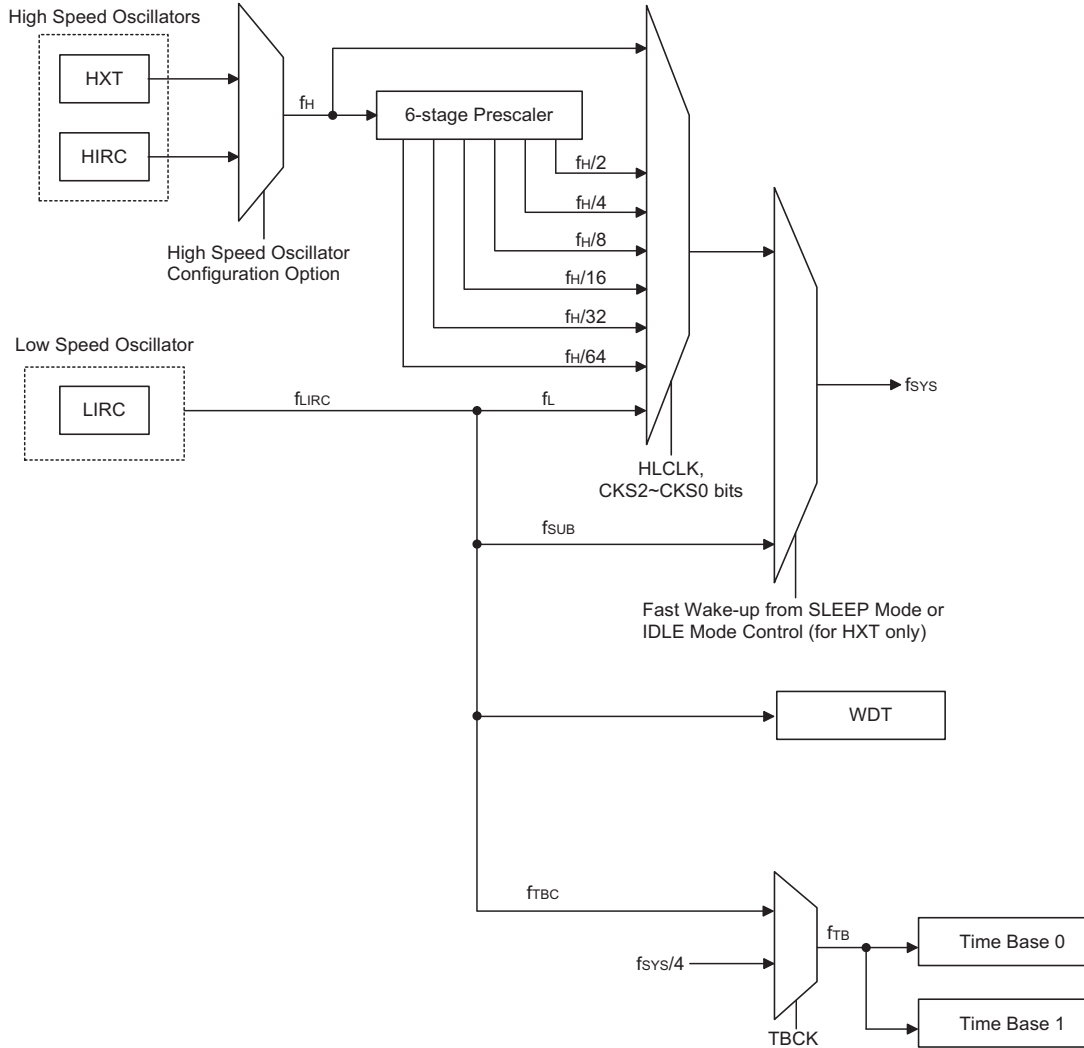 High Speed Oscillators
HXT
HIRC
fH
6-stage Prescaler
fH/2
fH/4
fH/8
fH/16
fH/32
fH/64
High Speed Oscillator
Configuration Option
Low Speed Oscillator
LIRC
fLIRC
fL
fSYS
HLCLK,
CKS2~CKS0 bits
fSUB
Fast Wake-up from SLEEP Mode or
IDLE Mode Control (for HXT only)
WDT
fTBC
fSYS/4
fTB
TBCK
Time Base 0
Time Base 1